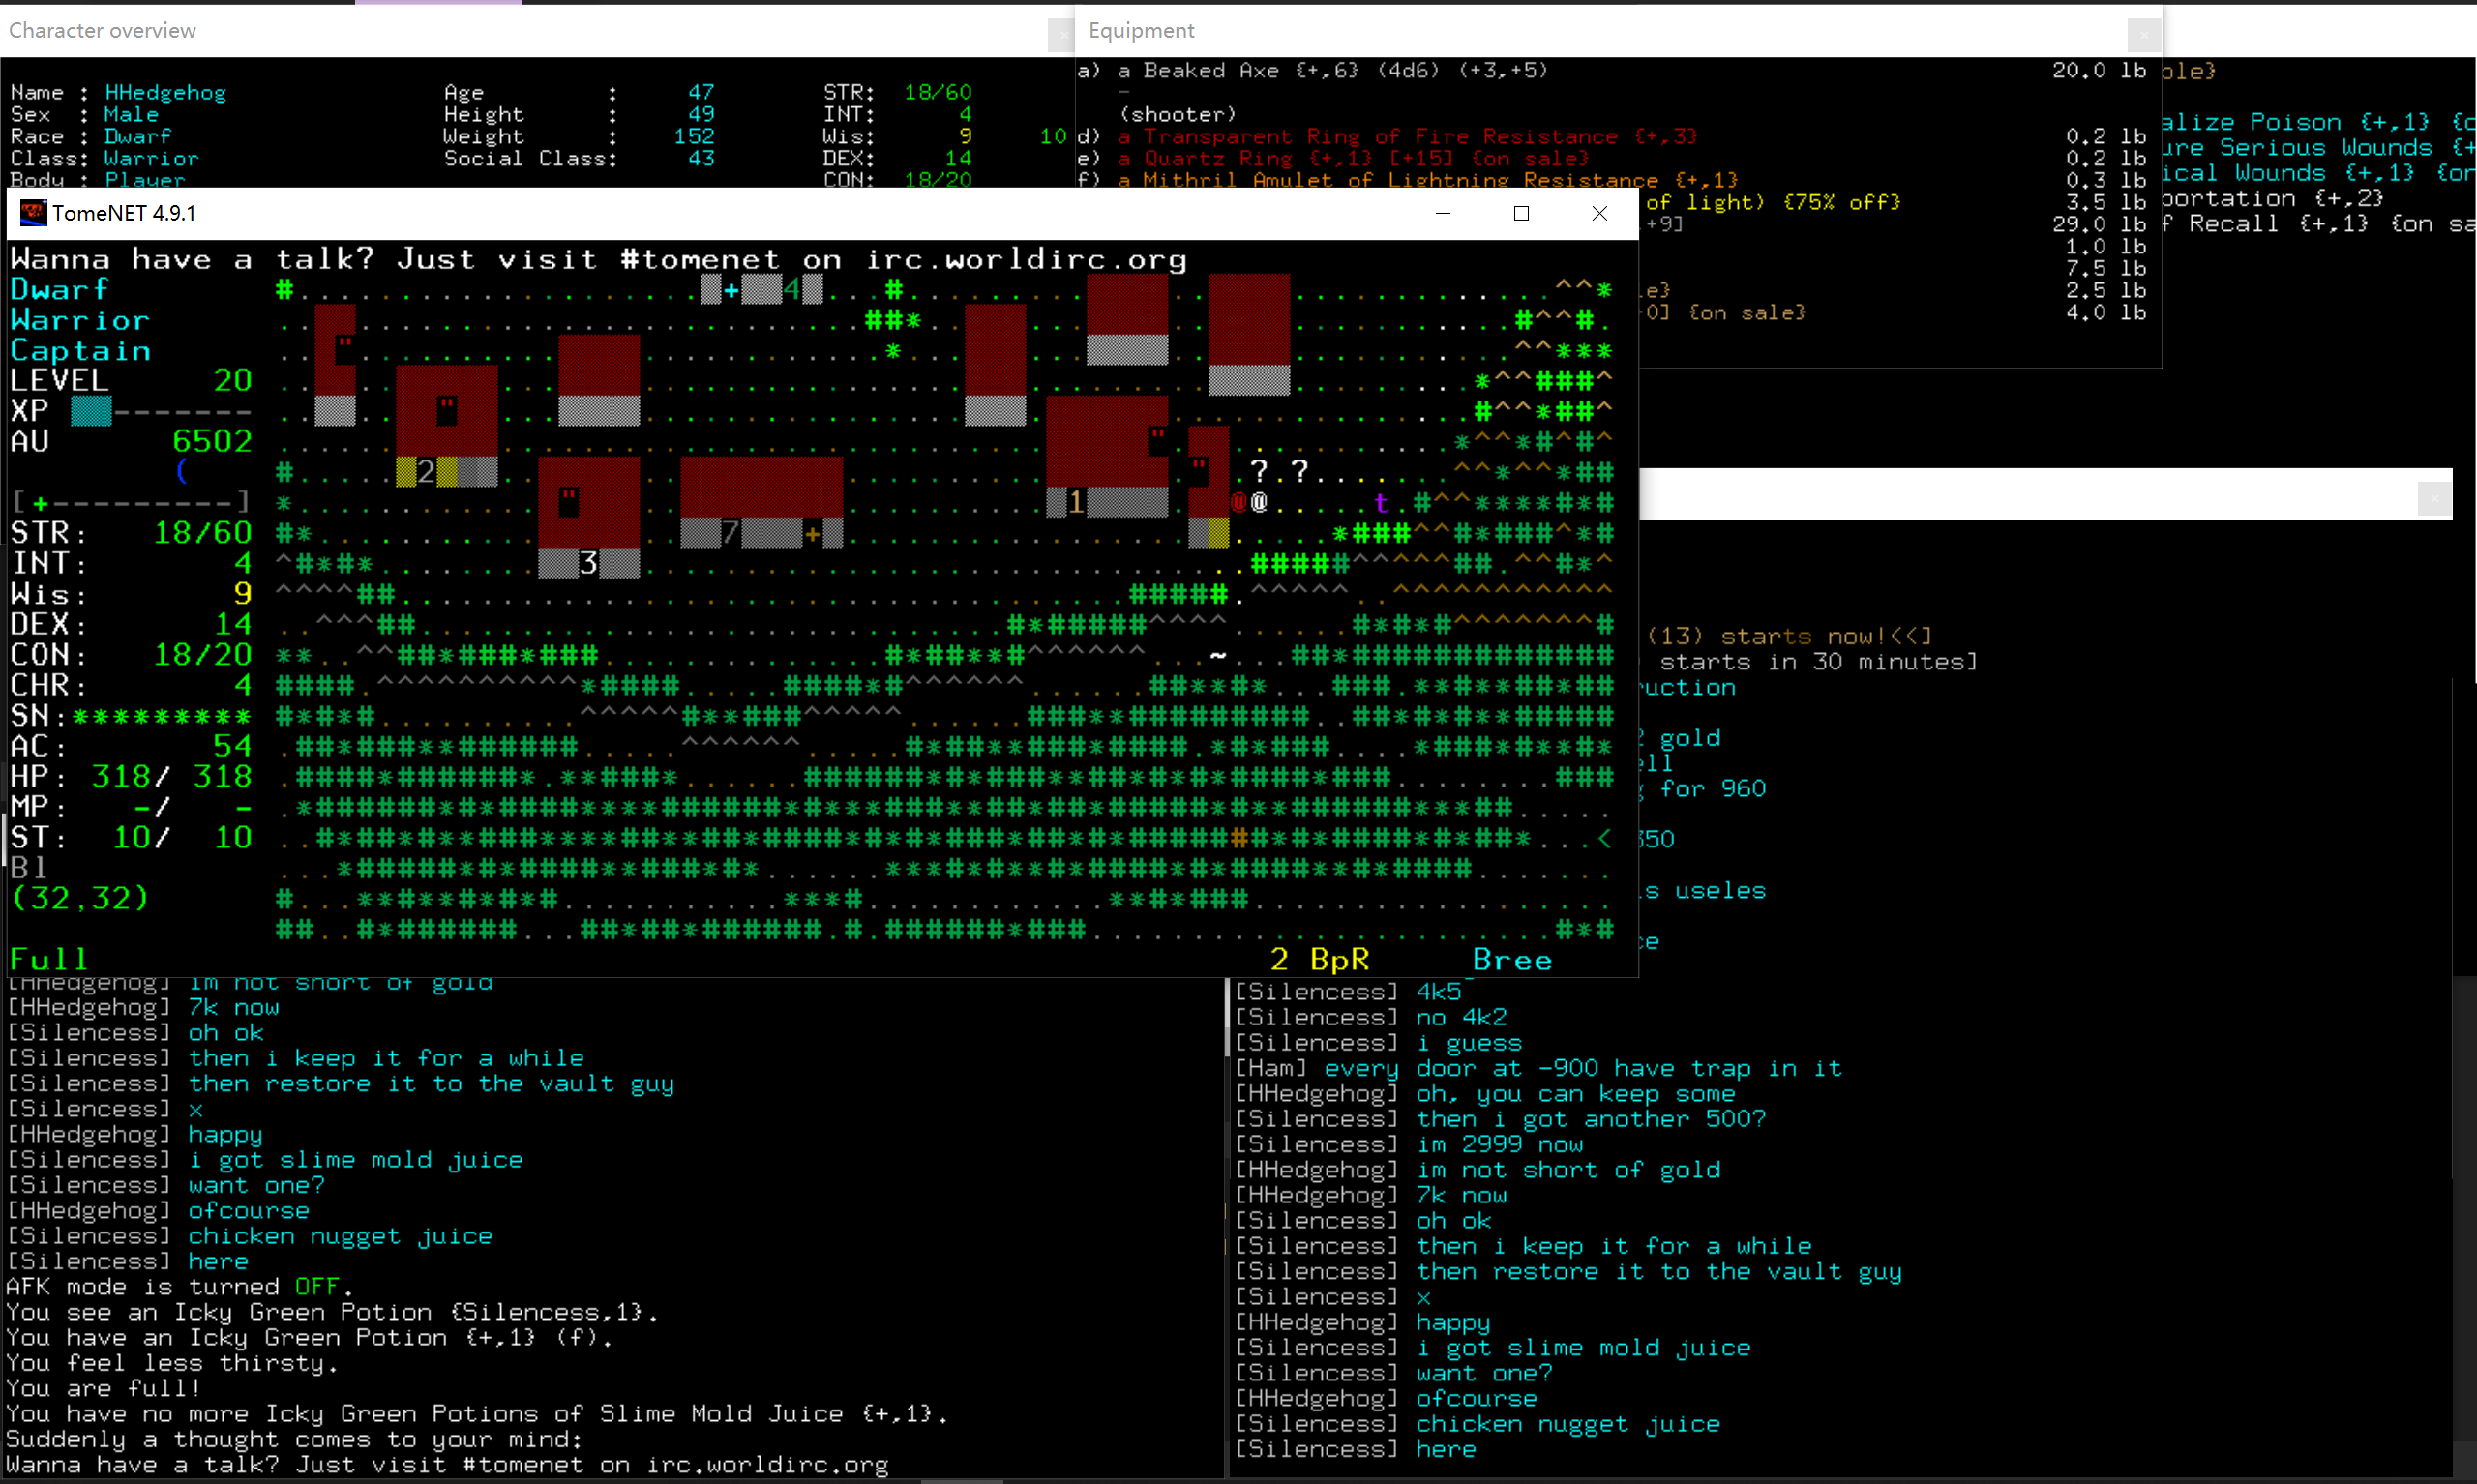 Character overview
Equipment
Name : HHedgehog Age : 47 STR: 18/60
Sex : Male Height : 49 INT: 4
Race : Dwarf Weight : 152 Wis: 9 10
Class: Warrior Social Class: 43 DEX: 14
Body : Player CON: 18/20
a) a Beaked Axe {+,6} (4d6) (+3,+5) 20.0 lb
(shooter)
d) a Transparent Ring of Fire Resistance {+,3} 0.2 lb
e) a Quartz Ring {+,1} [+15] {on sale} 0.2 lb
f) a Mithril Amulet of Lightning Resistance {+,1} 0.3 lb
of light) {75% off} 3.5 lb
+9] 29.0 lb
1.0 lb
7.5 lb
le} 2.5 lb
+0] {on sale} 4.0 lb
ole}
alize Poison {+,1} {o
ure Serious Wounds {+
ical Wounds {+,1} {on
portation {+,2}
f Recall {+,1} {on sa
TomeNET 4.9.1
Wanna have a talk? Just visit #tomenet on irc.worldirc.org
Dwarf
Warrior
Captain
LEVEL 20
XP
AU 6502
STR: 18/60
INT: 4
Wis: 9
DEX: 14
CON: 18/20
CHR: 4
SN:*********
AC: 54
HP: 318/ 318
MP: -/ -
ST: 10/ 10
Bl
(32,32)
Full 2 BpR Bree
(13) starts now!<<]
starts in 30 minutes]
ruction
2 gold
ell
g for 960
350
is useles
ce
[HHedgehog] im not short of gold
[HHedgehog] 7k now
[Silencess] oh ok
[Silencess] then i keep it for a while
[Silencess] then restore it to the vault guy
[Silencess] x
[HHedgehog] happy
[Silencess] i got slime mold juice
[Silencess] want one?
[HHedgehog] ofcourse
[Silencess] chicken nugget juice
[Silencess] here
AFK mode is turned OFF.
You see an Icky Green Potion {Silencess,1}.
You have an Icky Green Potion {+,1} (f).
You feel less thirsty.
You are full!
You have no more Icky Green Potions of Slime Mold Juice {+,1}.
Suddenly a thought comes to your mind:
Wanna have a talk? Just visit #tomenet on irc.worldirc.org
[Silencess] 4k5
[Silencess] no 4k2
[Silencess] i guess
[Ham] every door at -900 have trap in it
[HHedgehog] oh, you can keep some
[Silencess] then i got another 500?
[Silencess] im 2999 now
[HHedgehog] im not short of gold
[HHedgehog] 7k now
[Silencess] oh ok
[Silencess] then i keep it for a while
[Silencess] then restore it to the vault guy
[Silencess] x
[HHedgehog] happy
[Silencess] i got slime mold juice
[Silencess] want one?
[HHedgehog] ofcourse
[Silencess] chicken nugget juice
[Silencess] here